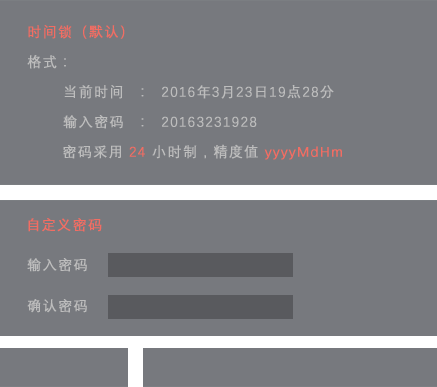 时间锁（默认）
格式：
当前时间 ： 2016年3月23日19点28分
输入密码 ： 20163231928
密码采用 24 小时制，精度值 yyyyMdHm
自定义密码
输入密码
确认密码